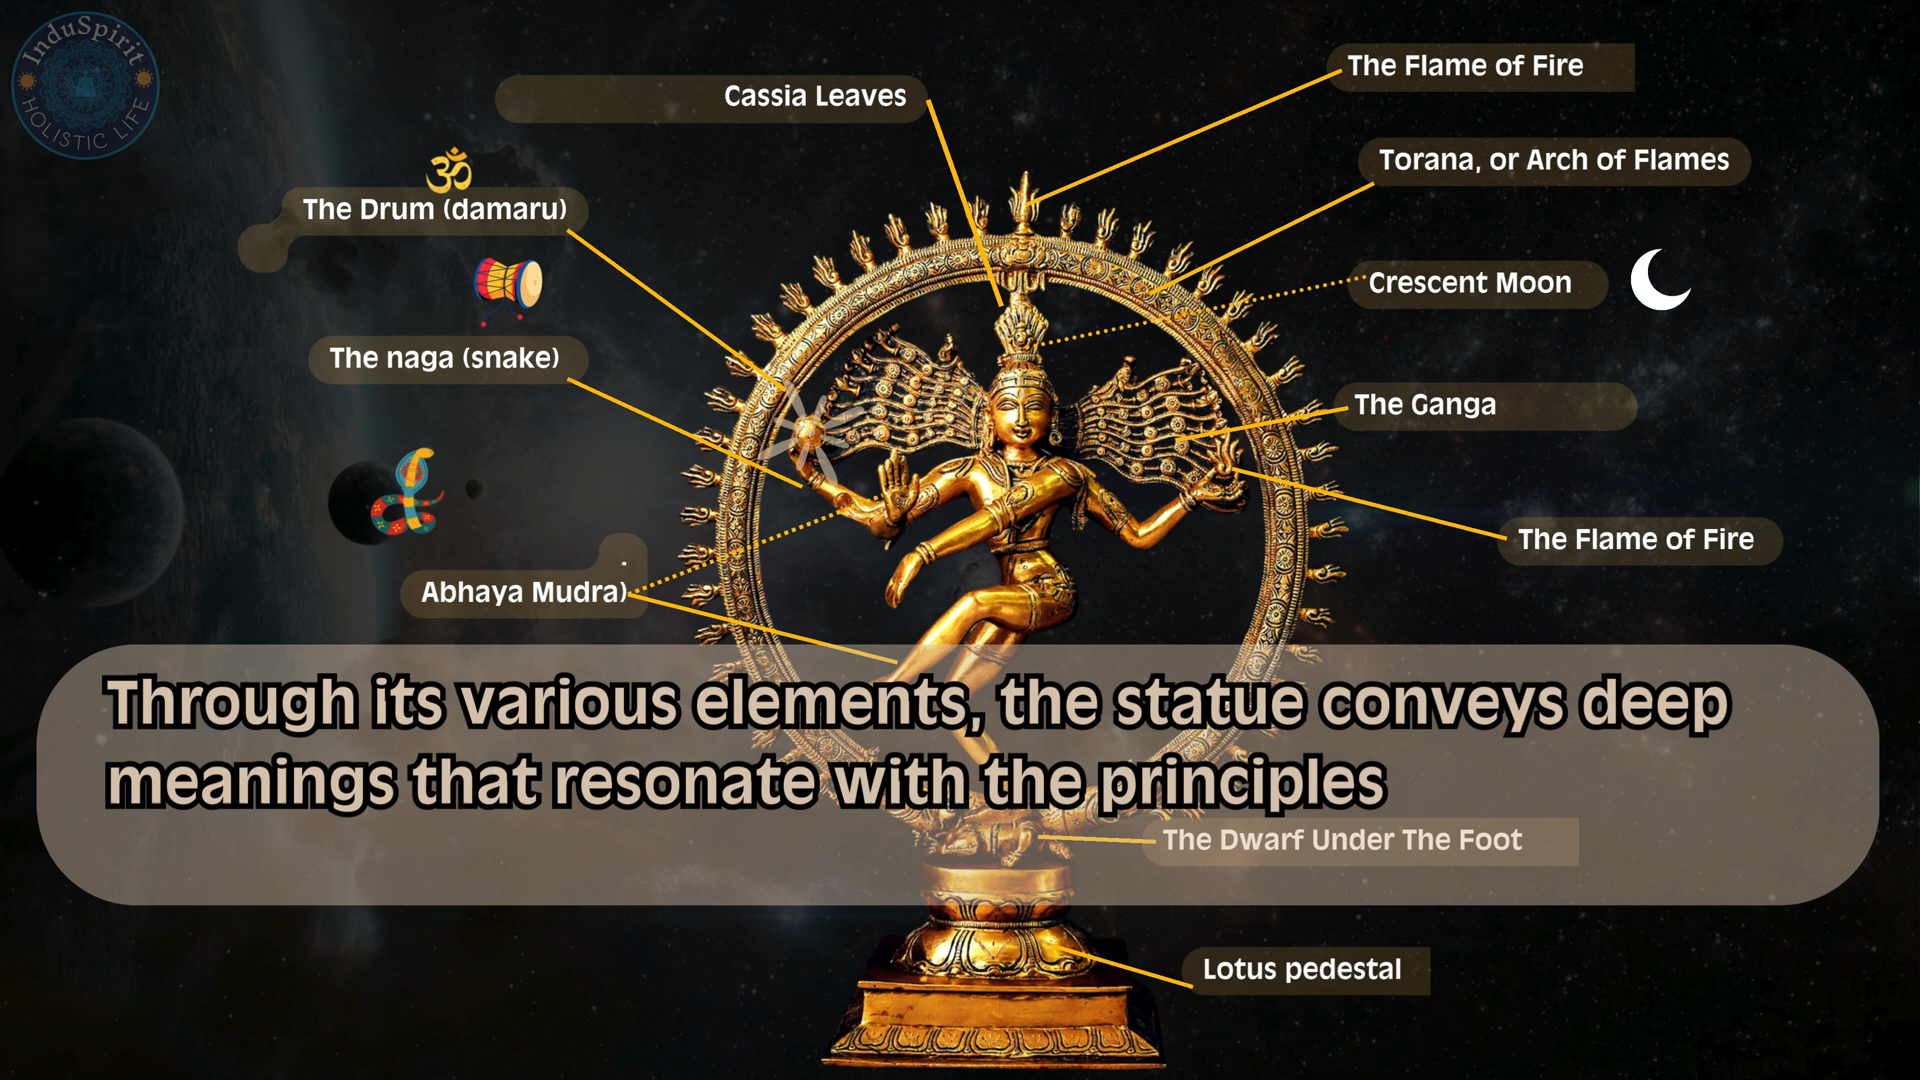 InduSpirit
HOLISTIC LIFE
Cassia Leaves
The Flame of Fire
Torana, or Arch of Flames
ॐ
The Drum (damaru)
Crescent Moon
The naga (snake)
The Ganga
The Flame of Fire
.
Abhaya Mudra)
Through its various elements, the statue conveys deep
meanings that resonate with the principles
The Dwarf Under The Foot
Lotus pedestal